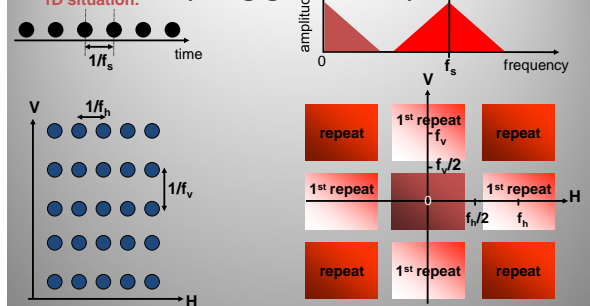 1D situation:
amplitud
1/fs
time
0
fs
frequency
V
1/fh
1/fv
H
V
repeat
1st repeat
repeat
fv
fv/2
1st repeat
0
1st repeat
H
fh/2
fh
repeat
1st repeat
repeat